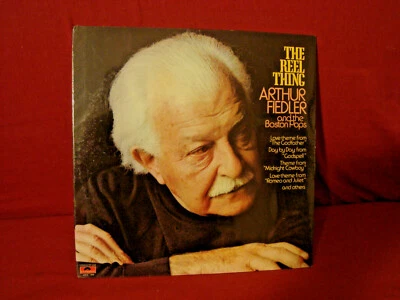 THE
REEL
THING
ARTHUR
FIEDLER
and the
Boston Pops
Love theme from
"The Godfather"
Day by Day from
"Godspell"
Theme from
"Midnight Cowboy"
Love theme from
"Romeo and Juliet"
and others